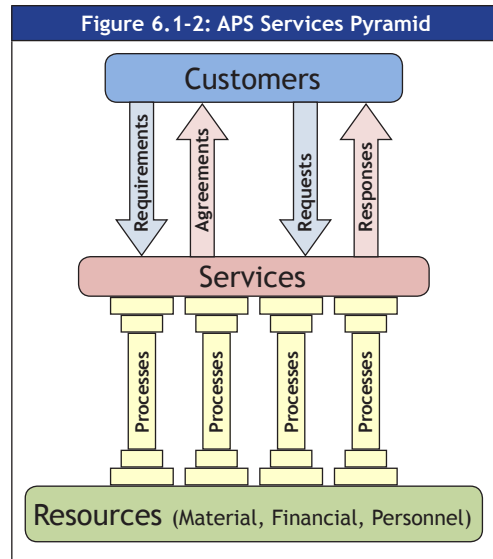 Figure 6.1-2: APS Services Pyramid
Customers
Requirements
Agreements
Requests
Responses
Services
Processes
Processes
Processes
Processes
Resources (Material, Financial, Personnel)